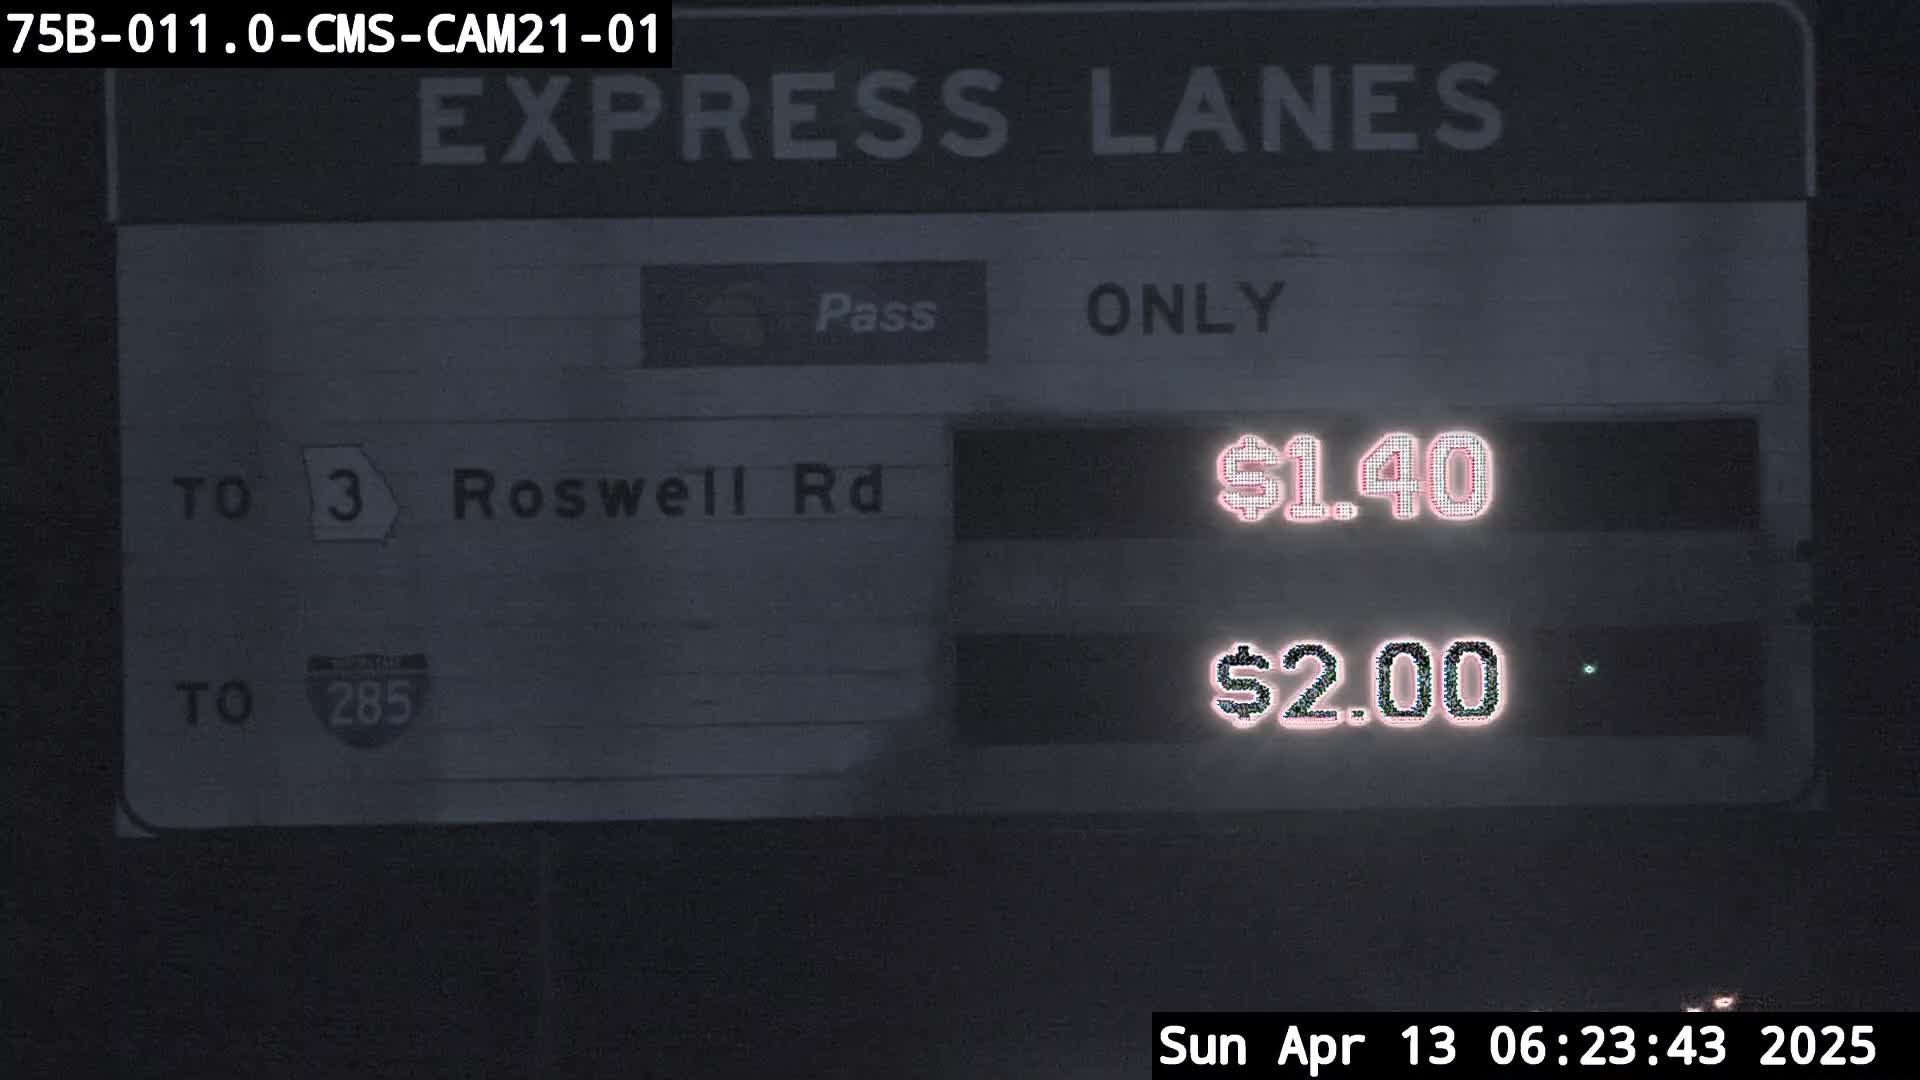 75B-011.0-CMS-CAM21-01
EXPRESS LANES
Pass ONLY
TO 3 Roswell Rd $1.40
TO 285 $2.00
Sun Apr 13 06:23:43 2025